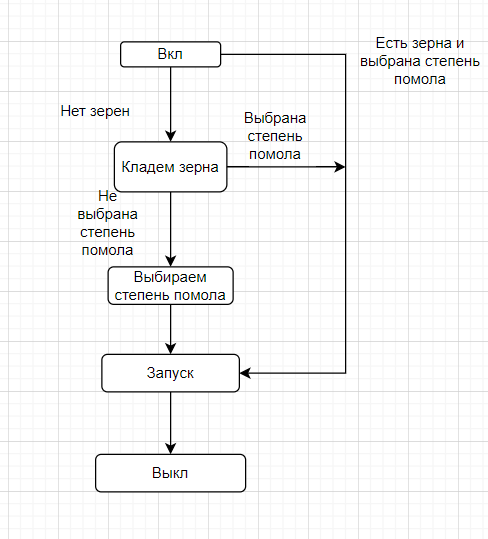 Вкл
Есть зерна и
выбрана степень
помола
Нет зерен
Выбрана
степень
помола
Кладем зерна
Не
выбрана
степень
помола
Выбираем
степень помола
Запуск
Выкл